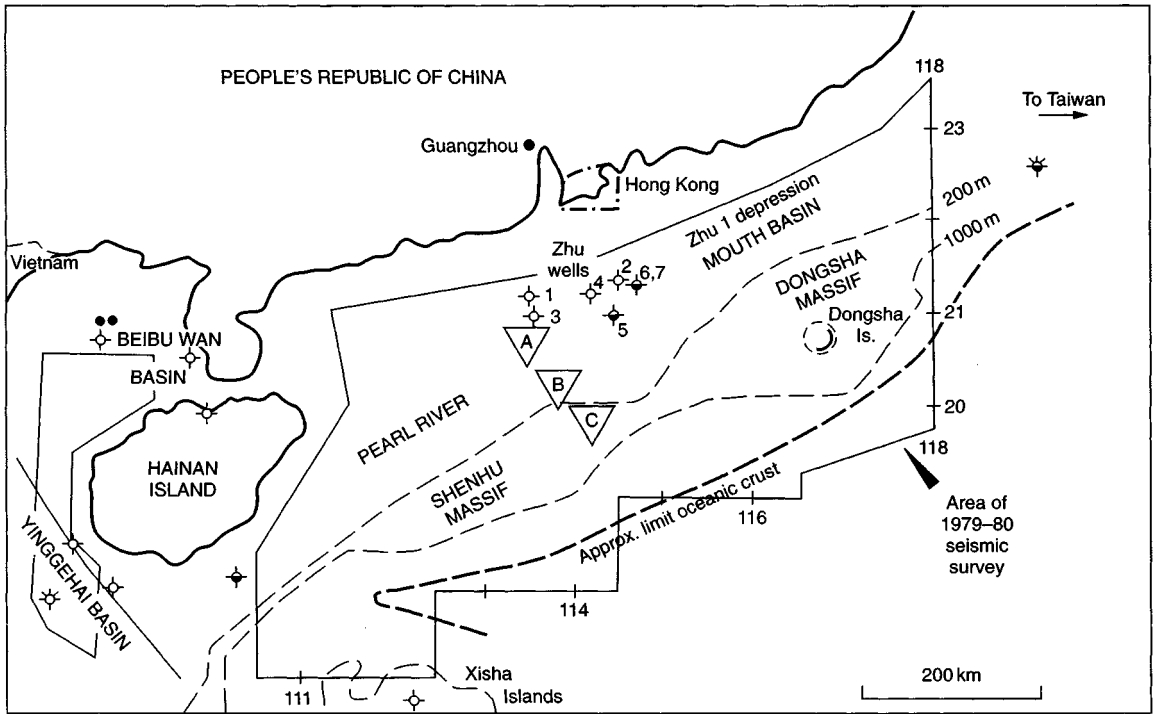 118
PEOPLE'S REPUBLIC OF CHINA
To Taiwan
23
Guangzhou
Hong Kong
200 m
Zhu 1 depression
MOUTH BASIN
1000 m
Vietnam
Zhu
wells
2
6,7
4
1
3
5
DONGSHA
MASSIF
Dongsha
Is.
21
BEIBU WAN
BASIN
A
B
C
20
118
PEARL RIVER
HAINAN
ISLAND
SHENHU
MASSIF
Approx. limit oceanic crust
116
Area of
1979–80
seismic
survey
YINGGEHAI BASIN
114
111
Xisha
Islands
200 km